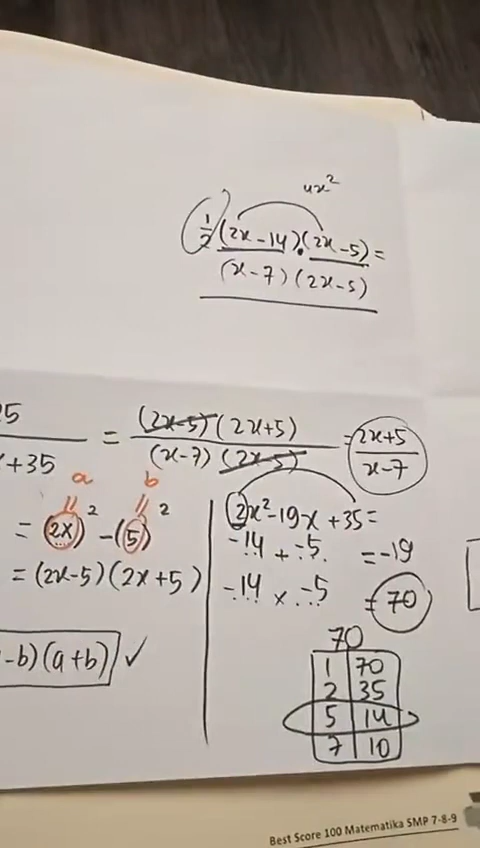 4x²
½(2x-14).(2x-5)=
(x-7)(2x-5)
25
x+35
= (2x-5)(2x+5)
(x-7)(2x-5)
= 2x+5
x-7
a b
= (2x)² -(5)²
= (2x-5)(2x+5)
-b)(a+b) ✓
2x²-19x+35=
-14 + -5 = -19
-14 x -5 = 70
70
1 70
2 35
5 14
7 10
Best Score 100 Matematika SMP 7-8-9